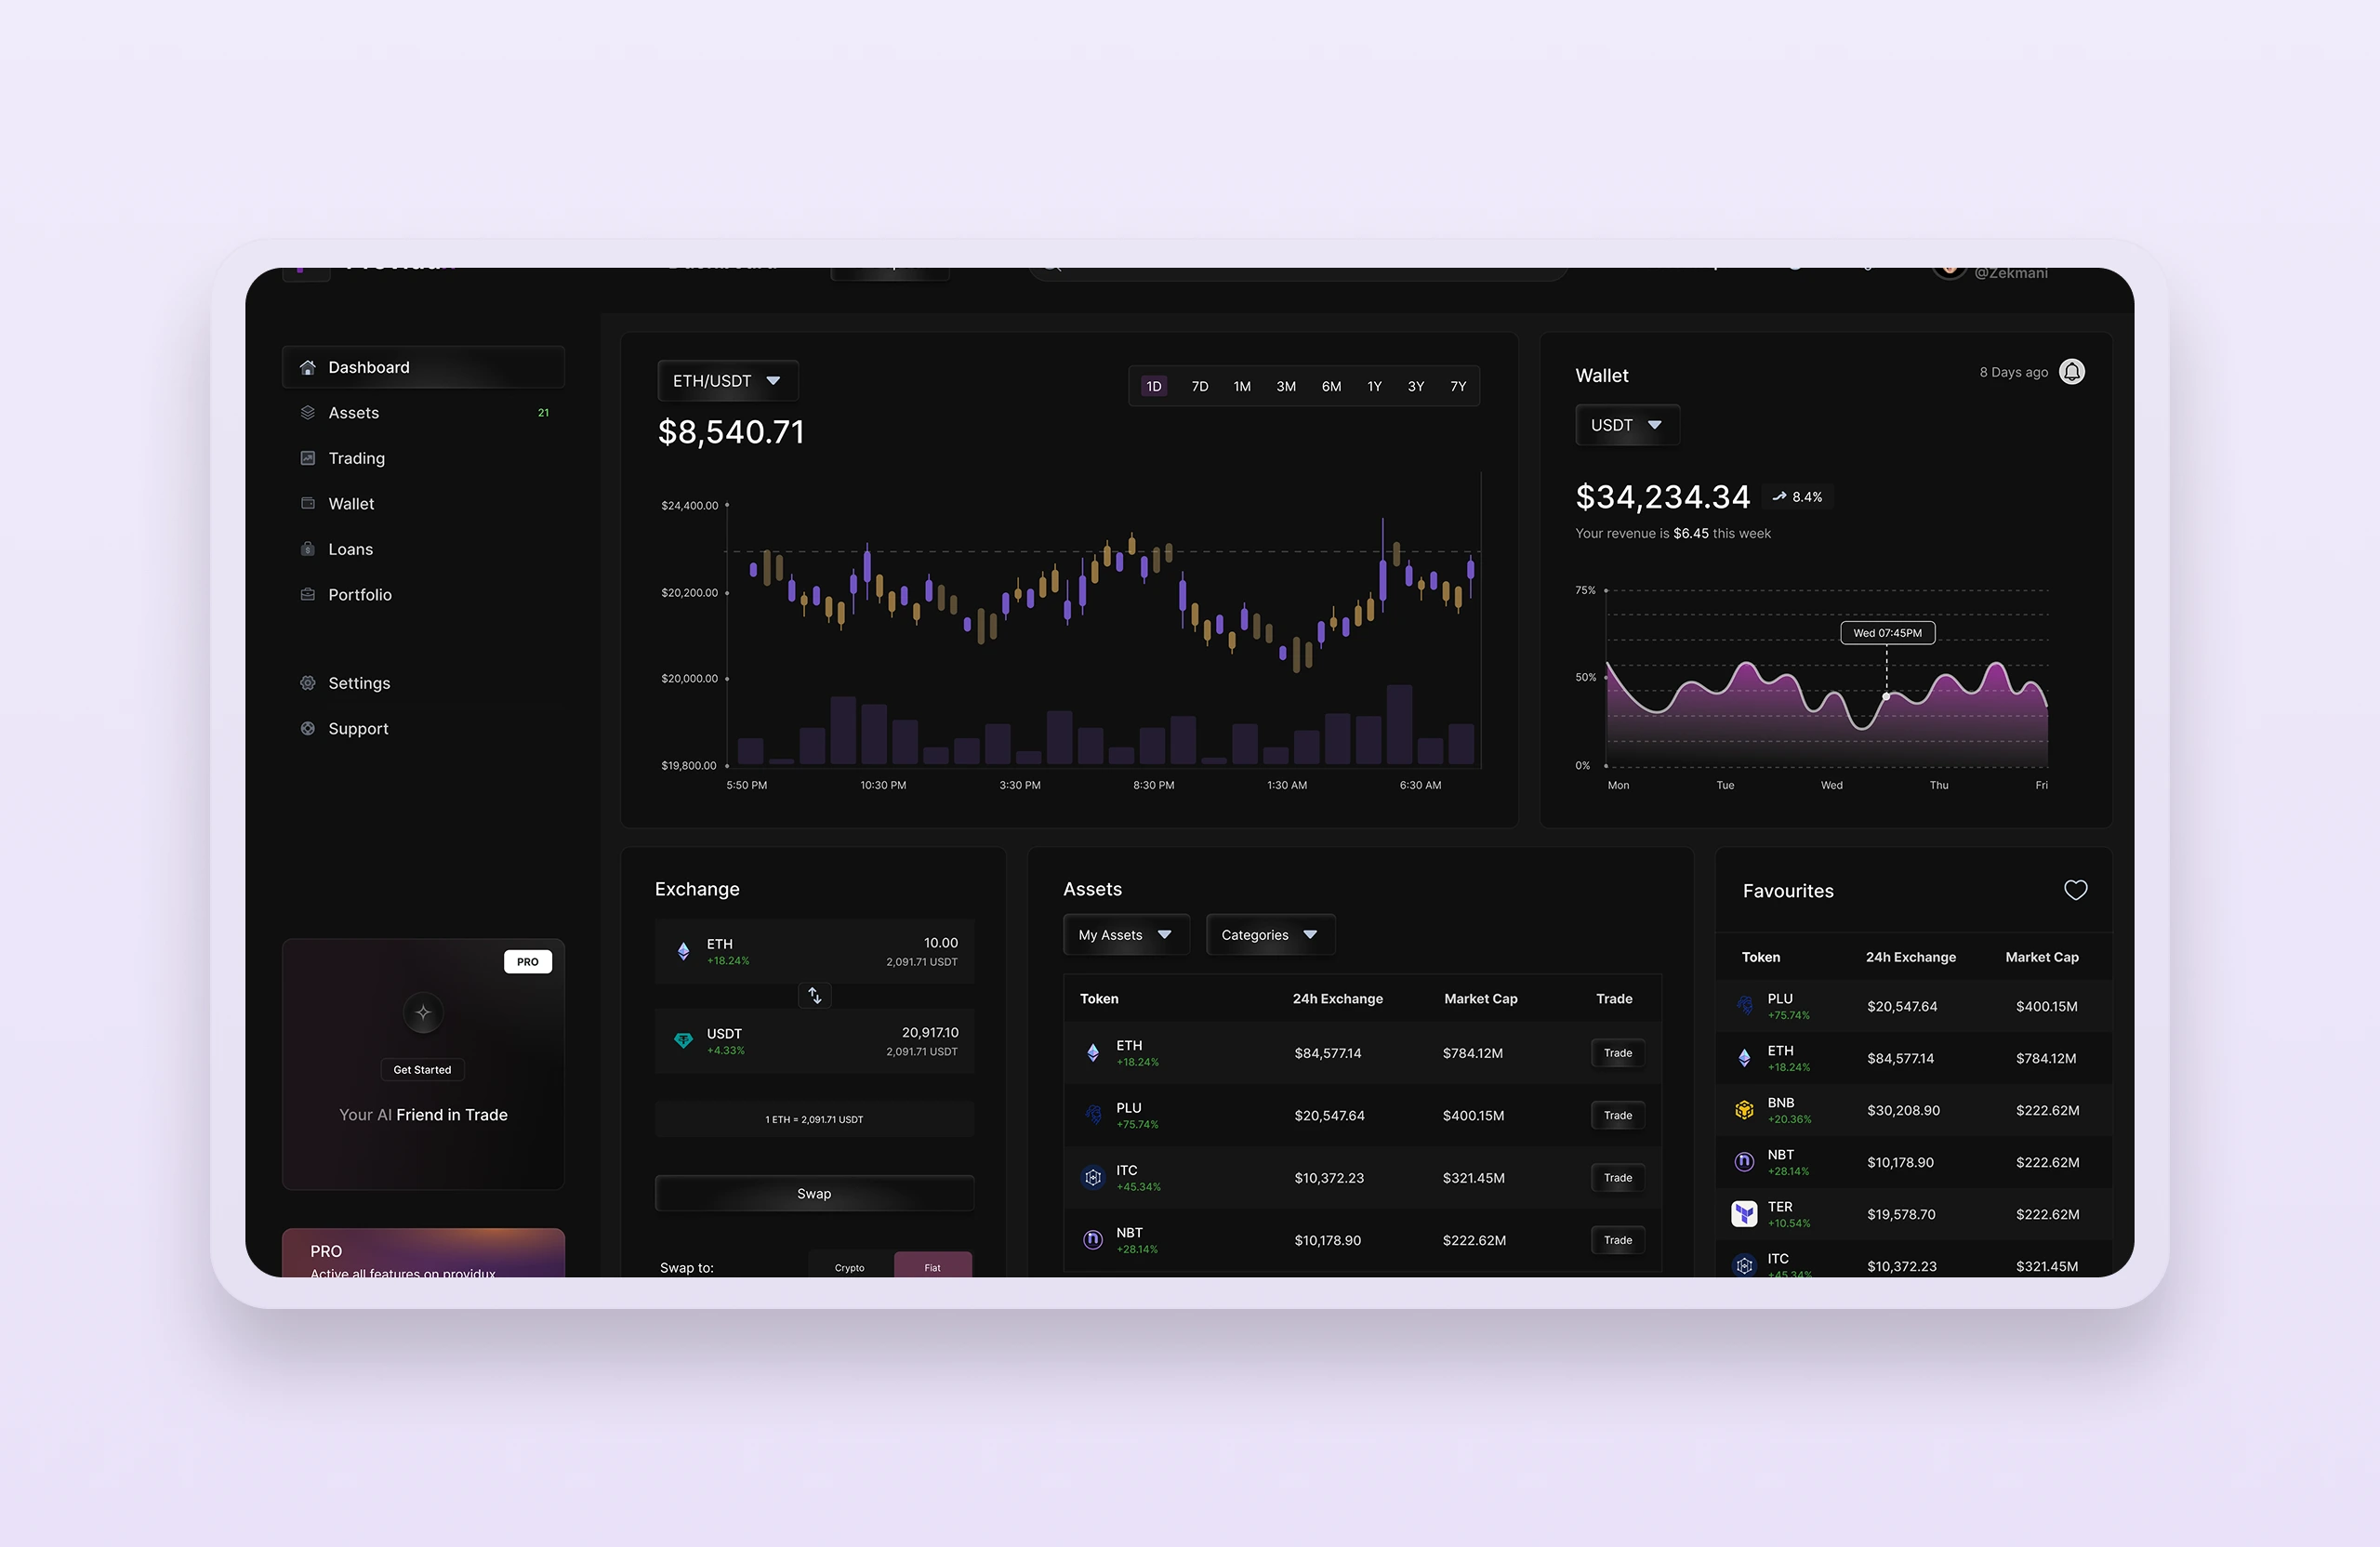 @Zekmani
Dashboard
Assets 21
Trading
Wallet
Loans
Portfolio
Settings
Support
PRO
Get Started
Your AI Friend in Trade
PRO
Active all features on providux
ETH/USDT
1D 7D 1M 3M 6M 1Y 3Y 7Y
$8,540.71
$24,400.00
$20,200.00
$20,000.00
$19,800.00
5:50 PM 10:30 PM 3:30 PM 8:30 PM 1:30 AM 6:30 AM
Wallet
8 Days ago
USDT
$34,234.34 8.4%
Your revenue is $6.45 this week
75%
Wed 07:45PM
50%
0%
Mon Tue Wed Thu Fri
Exchange
ETH 10.00
+18.24% 2,091.71 USDT
USDT 20,917.10
+4.33% 2,091.71 USDT
1 ETH = 2,091.71 USDT
Swap
Swap to: Crypto Fiat
Assets
My Assets Categories
Token 24h Exchange Market Cap Trade
ETH
+18.24% $84,577.14 $784.12M Trade
PLU
+75.74% $20,547.64 $400.15M Trade
ITC
+45.34% $10,372.23 $321.45M Trade
NBT
+28.14% $10,178.90 $222.62M Trade
Favourites
Token 24h Exchange Market Cap
PLU
+75.74% $20,547.64 $400.15M
ETH
+18.24% $84,577.14 $784.12M
BNB
+20.36% $30,208.90 $222.62M
NBT
+28.14% $10,178.90 $222.62M
TER
+10.54% $19,578.70 $222.62M
ITC
+45.34% $10,372.23 $321.45M